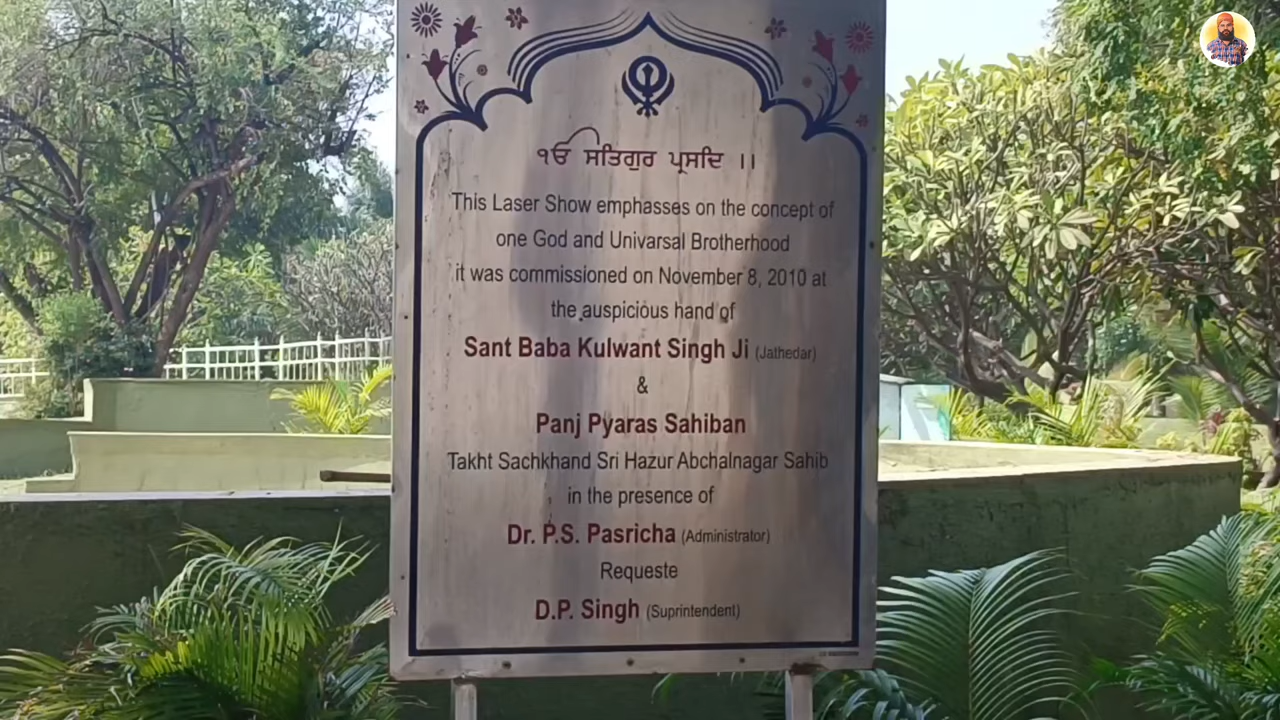 ੴ ਸਤਿਗੁਰ ਪ੍ਰਸਦਿ ।।
This Laser Show emphasses on the concept of
one God and Univarsal Brotherhood
it was commissioned on November 8, 2010 at
the auspicious hand of
Sant Baba Kulwant Singh Ji (Jathedar)
&
Panj Pyaras Sahiban
Takht Sachkhand Sri Hazur Abchalnagar Sahib
in the presence of
Dr. P.S. Pasricha (Administrator)
Requeste
D.P. Singh (Suprintendent)